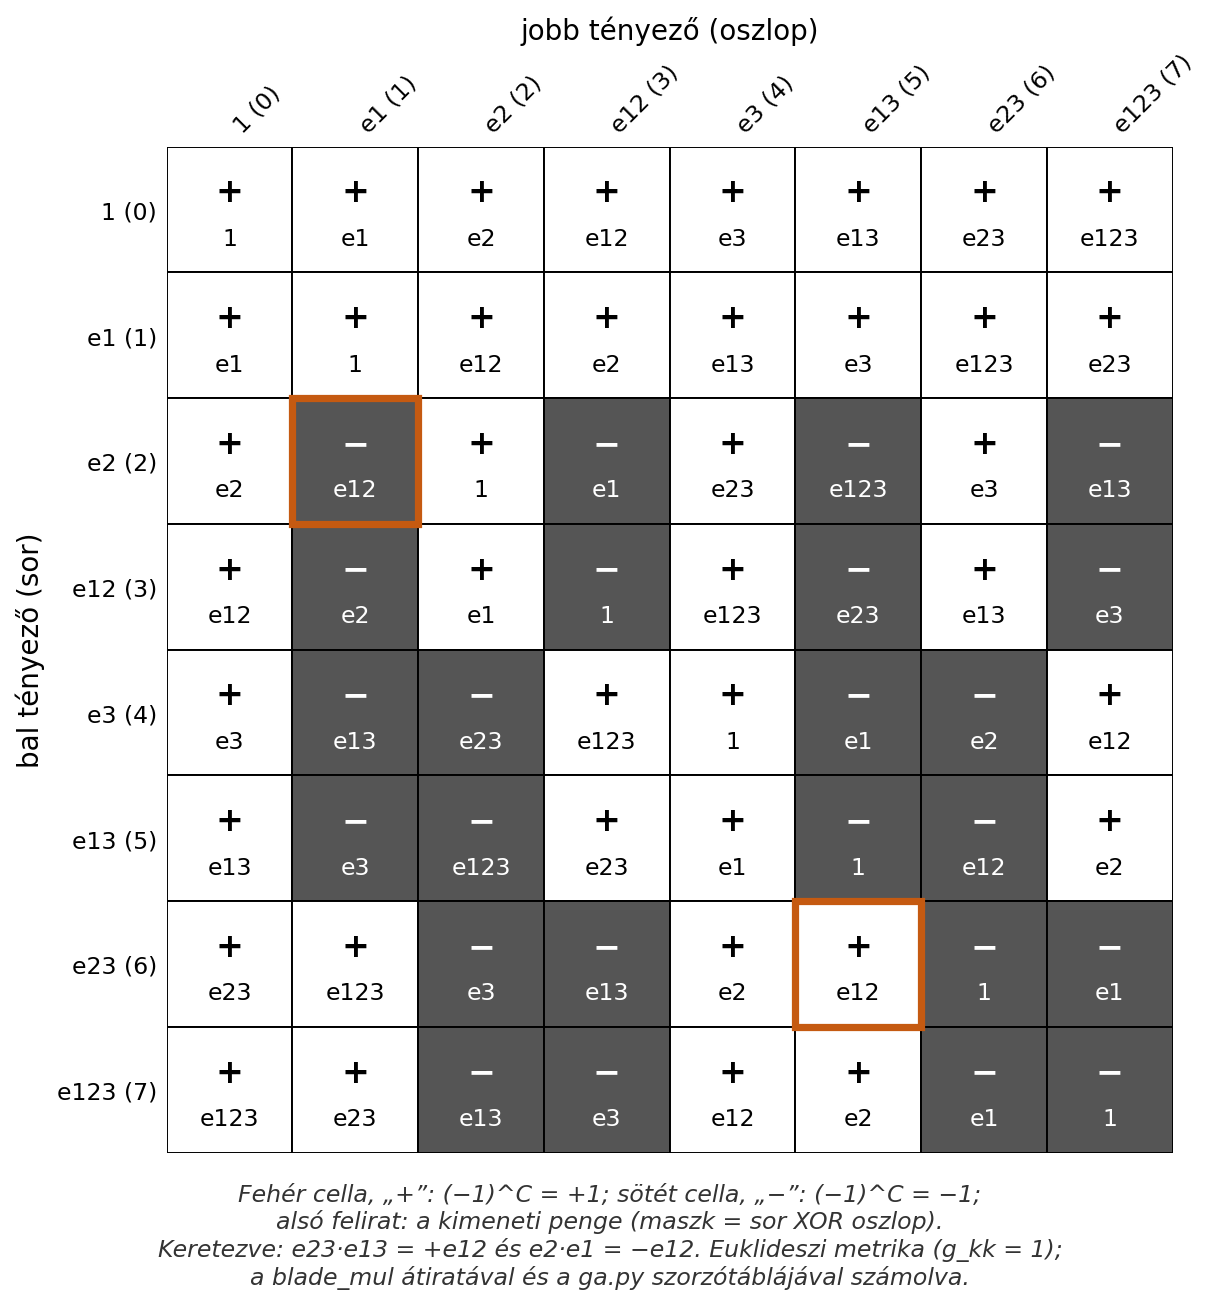 jobb tényező (oszlop)
1 (0) e1 (1) e2 (2) e12 (3) e3 (4) e13 (5) e23 (6) e123 (7)
bal tényező (sor)
+ + + + + + + +
1 (0) 1 e1 e2 e12 e3 e13 e23 e123
+ + + + + + + +
e1 (1) e1 1 e12 e2 e13 e3 e123 e23
+ − + − + − + −
e2 (2) e2 e12 1 e1 e23 e123 e3 e13
+ − + − + − + −
e12 (3) e12 e2 e1 1 e123 e23 e13 e3
+ − − + + − − +
e3 (4) e3 e13 e23 e123 1 e1 e2 e12
+ − − + + − − +
e13 (5) e13 e3 e123 e23 e1 1 e12 e2
+ + − − + + − −
e23 (6) e23 e123 e3 e13 e2 e12 1 e1
+ + − − + + − −
e123 (7) e123 e23 e13 e3 e12 e2 e1 1
Fehér cella, „+”: (−1)^C = +1; sötét cella, „−”: (−1)^C = −1;
alsó felirat: a kimeneti penge (maszk = sor XOR oszlop).
Keretezve: e23·e13 = +e12 és e2·e1 = −e12. Euklideszi metrika (g_kk = 1);
a blade_mul átiratával és a ga.py szorzótáblájával számolva.